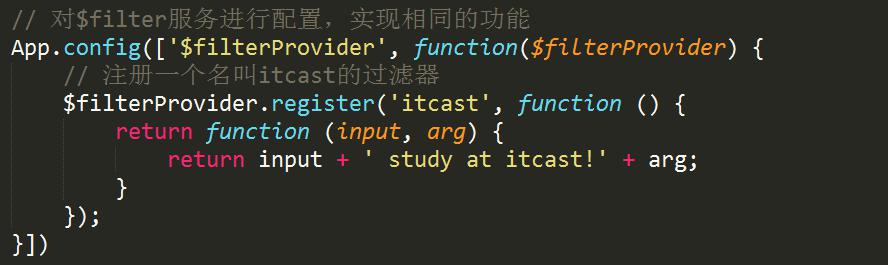 // 对$filter服务进行配置，实现相同的功能
App.config(['$filterProvider', function($filterProvider) {
    // 注册一个名叫itcast的过滤器
    $filterProvider.register('itcast', function () {
        return function (input, arg) {
            return input + ' study at itcast!' + arg;
        }
    });
}])